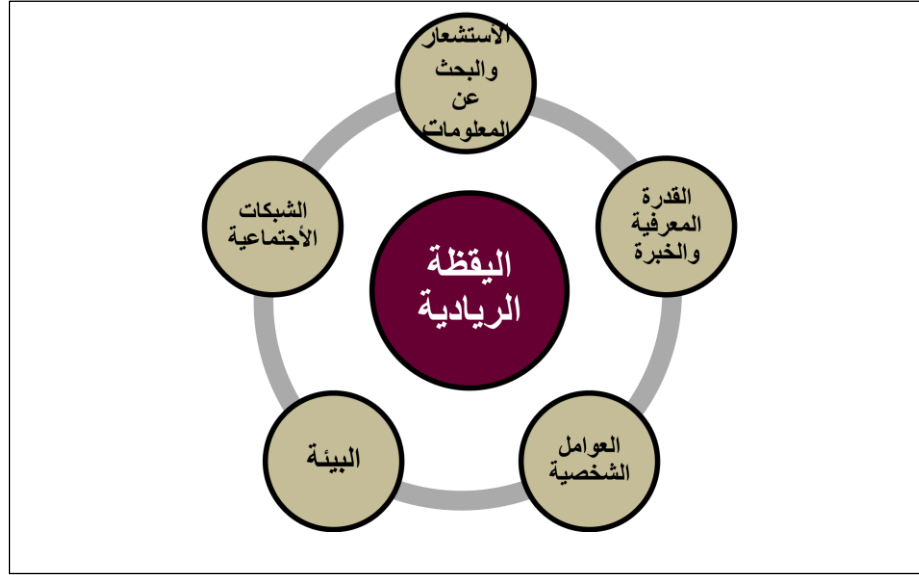 الأستشعار
والبحث
عن
المعلومات
القدرة
المعرفية
والخبرة
الشبكات
الأجتماعية
اليقظة
الريادية
العوامل
الشخصية
البيئة